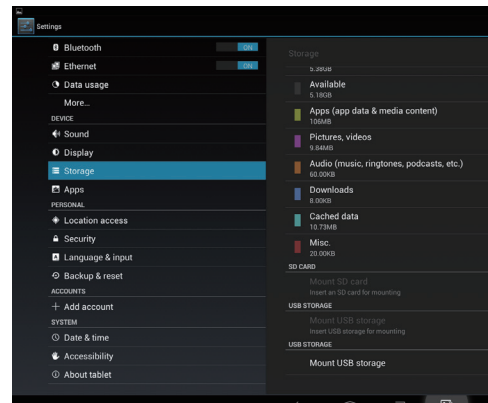 Settings
Bluetooth ON
Ethernet ON
Data usage
More...
DEVICE
Sound
Display
Storage
Apps
PERSONAL
Location access
Security
Language & input
Backup & reset
ACCOUNTS
Add account
SYSTEM
Date & time
Accessibility
About tablet
Storage
5.38GB
Available
5.18GB
Apps (app data & media content)
106MB
Pictures, videos
9.84MB
Audio (music, ringtones, podcasts, etc.)
60.00KB
Downloads
8.00KB
Cached data
10.73MB
Misc.
20.00KB
SD CARD
Mount SD card
Insert an SD card for mounting
USB STORAGE
Mount USB storage
Insert USB storage for mounting
USB STORAGE
Mount USB storage